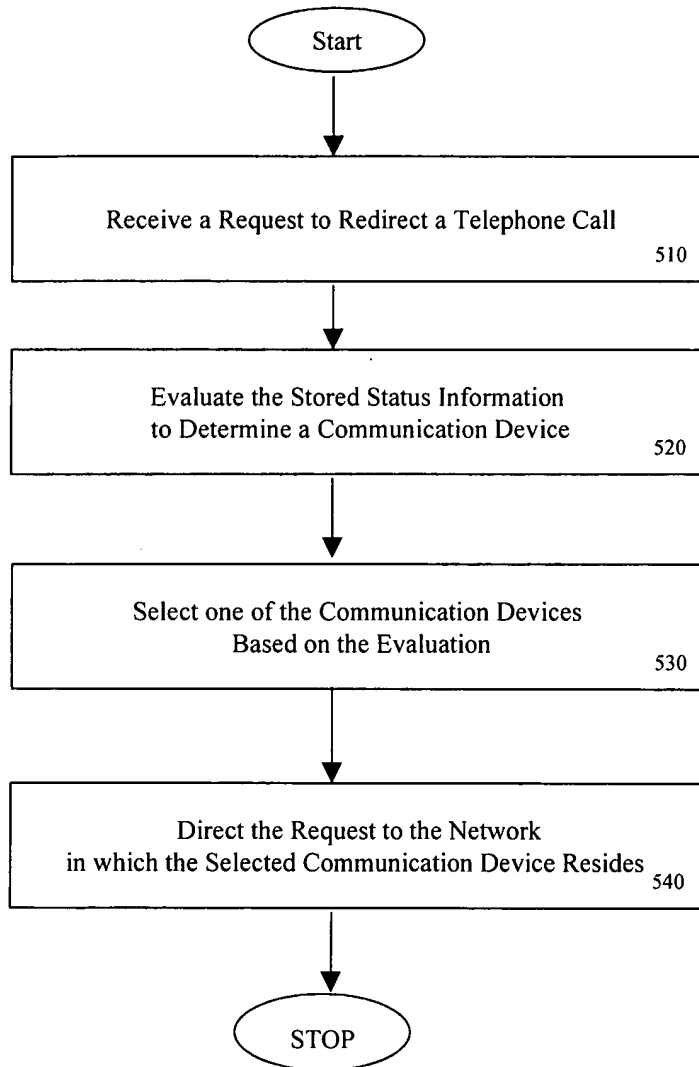 Start
Receive a Request to Redirect a Telephone Call
510
Evaluate the Stored Status Information
to Determine a Communication Device
520
Select one of the Communication Devices
Based on the Evaluation
530
Direct the Request to the Network
in which the Selected Communication Device Resides
540
STOP